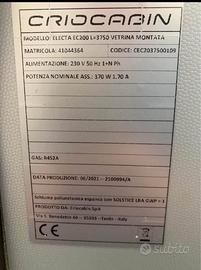 CRIOCABIN
MODELLO: ELECTA EC200 L=3750 VETRINA MONTATA
MATRICOLA: 41044364
CODICE: CEC2037500109
ALIMENTAZIONE: 230 V 50 Hz 1+N Ph
POTENZA NOMINALE ASS.: 370 W 1.70 A
GAS: R452A
DATA PRODUZIONE: 06/2021 - 2100994/A
Schiuma poliuretanica espansa con SOLSTICE LBA GWP = 1
PRODOTTO DA: Criocabin SpA
Via S. Benedetto 40 - 35033 - Teolo - Italy
subito